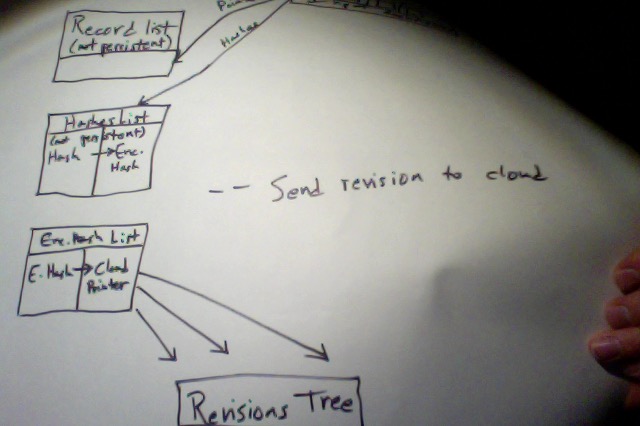 Record list
(not persistent)
Hashes
Hashes List
(not persistent)
Hash → Enc.
Hash
-- Send revision to cloud
Enc. Hash List
E. Hash → Cloud
Pointer
Revisions Tree